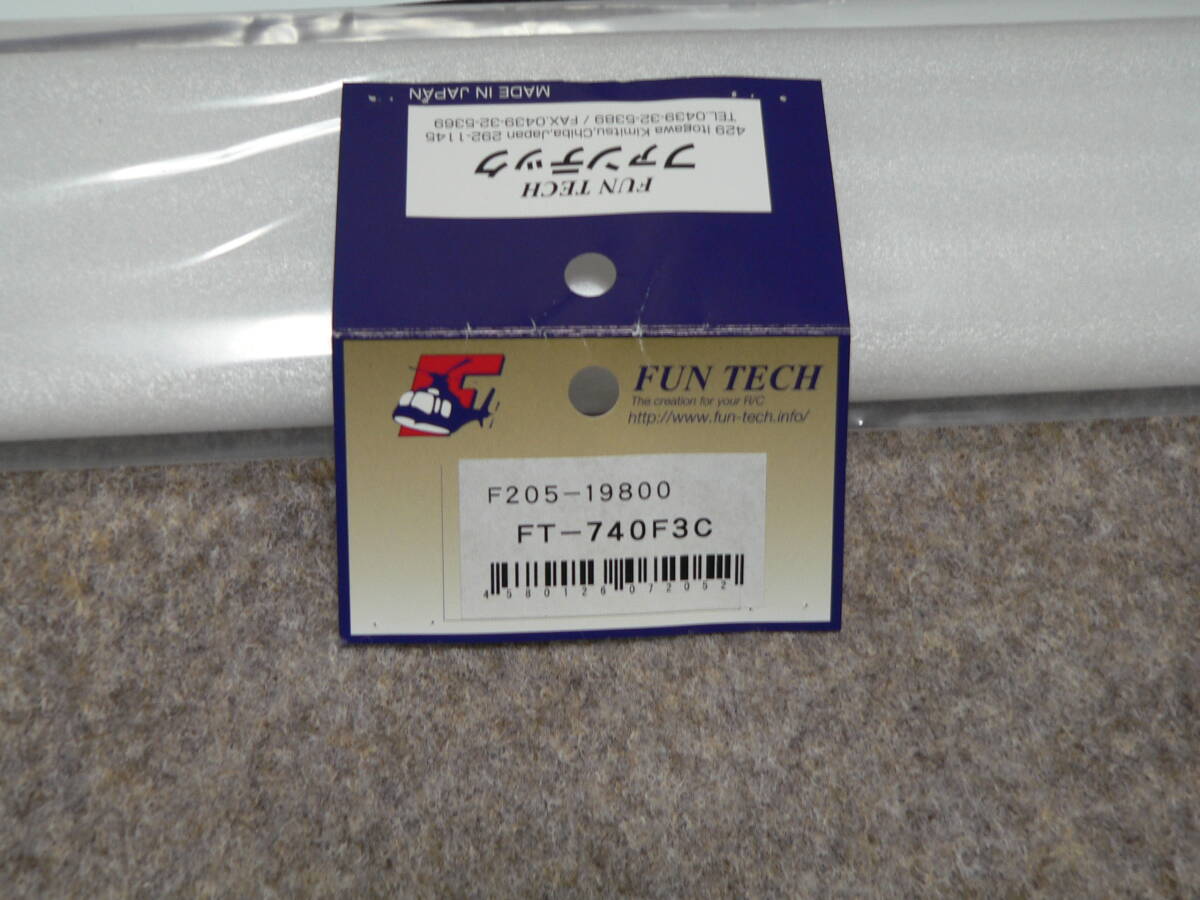 MADE IN JAPAN
FUN TECH
ファンテック
429 Itogawa Kimitsu,Chiba,Japan 292-1145
TEL.0439-32-5389 / FAX.0439-32-5369
FUN TECH
The creation for your R/C
http://www.fun-tech.info/
F205-19800
FT-740F3C
4580126072052